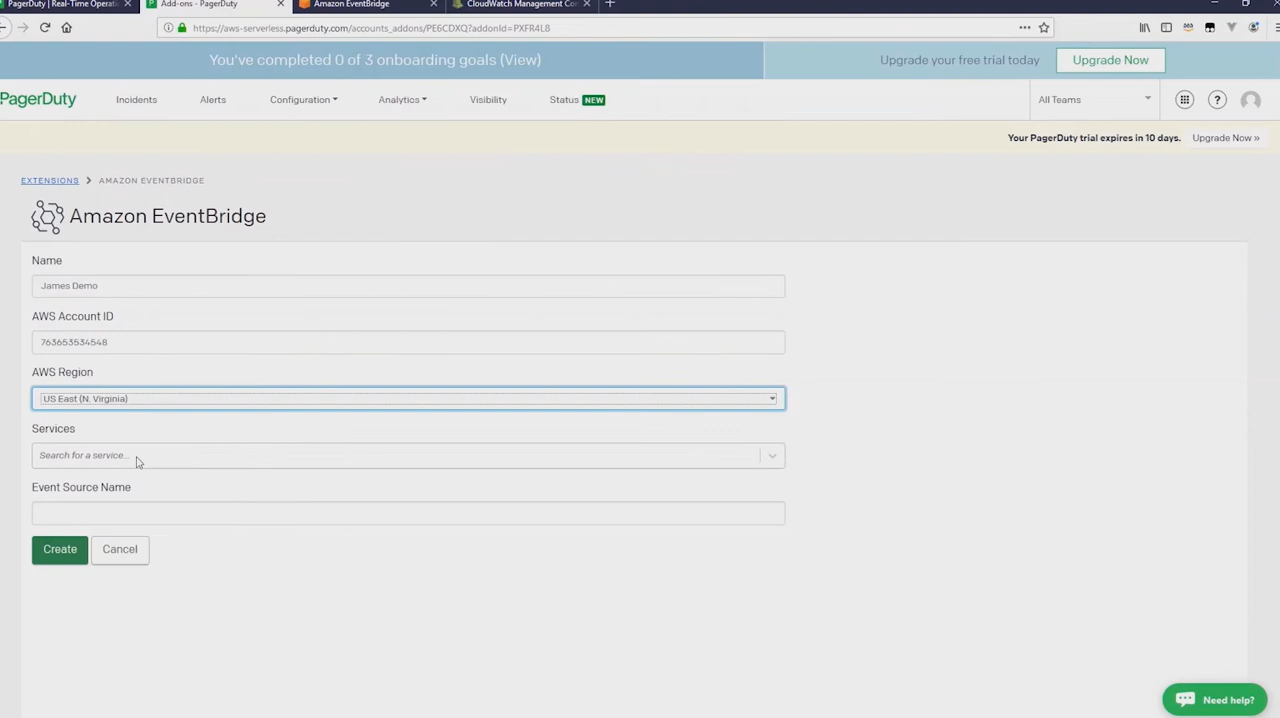 PagerDuty | Real-Time Operati
Add-ons - PagerDuty
Amazon EventBridge
CloudWatch Management Con
https://aws-serverless.pagerduty.com/accounts_addons/PE6CDXQ?addonId=PXFR4L8
You've completed 0 of 3 onboarding goals (View)
Upgrade your free trial today
Upgrade Now
PagerDuty
Incidents
Alerts
Configuration
Analytics
Visibility
Status NEW
All Teams
?
Your PagerDuty trial expires in 10 days. Upgrade Now »
EXTENSIONS > AMAZON EVENTBRIDGE
Amazon EventBridge
Name
James Demo
AWS Account ID
763653534548
AWS Region
US East (N. Virginia)
Services
Search for a service...
Event Source Name
Create
Cancel
Need help?